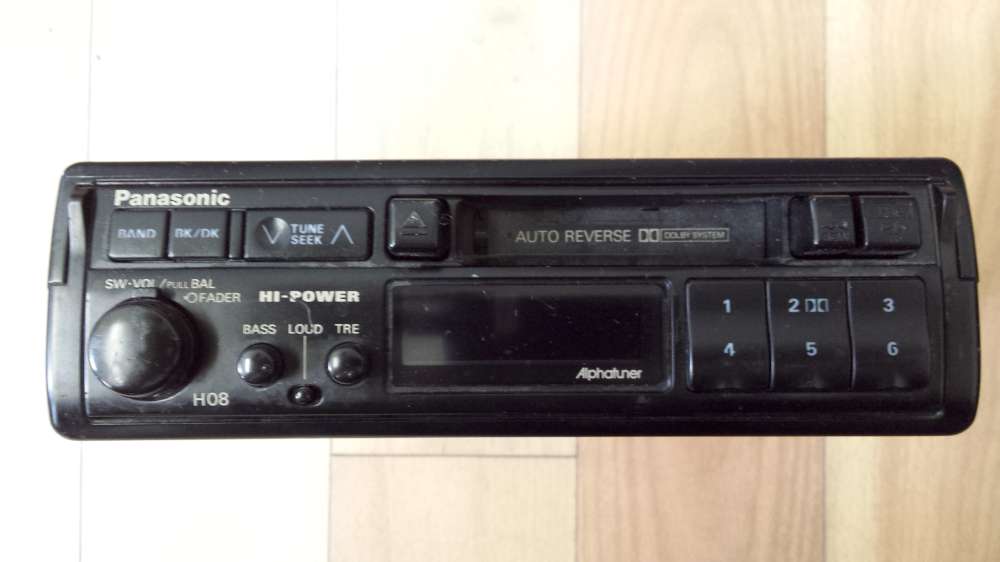 Panasonic
BAND BK/DK TUNE SEEK
AUTO REVERSE DOLBY SYSTEM
SW·VOL/PULL BAL
FADER
HI-POWER
BASS LOUD TRE
H08
Alphatuner
1 2 3
4 5 6